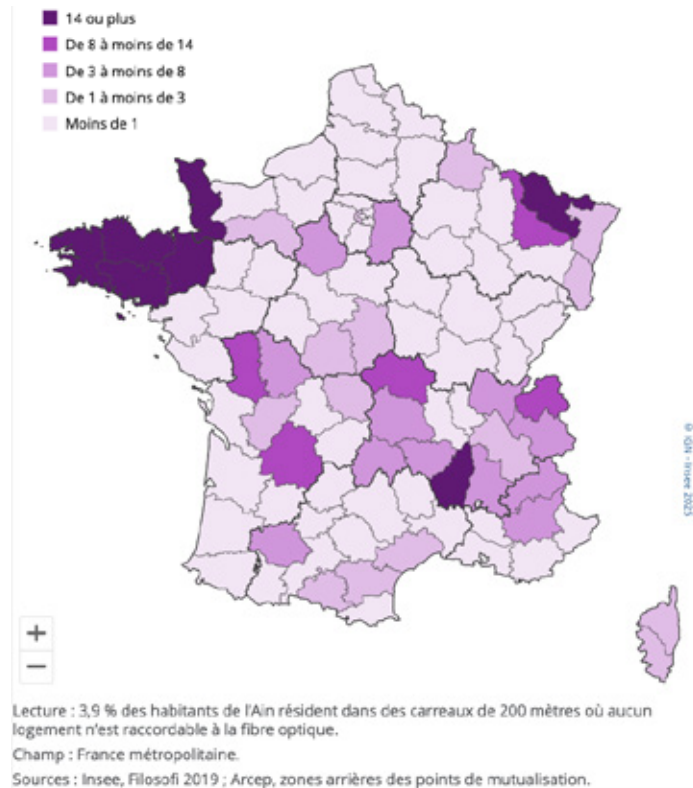 14 ou plus
De 8 à moins de 14
De 3 à moins de 8
De 1 à moins de 3
Moins de 1
© IGN - Insee 2023
+
−
Lecture : 3,9 % des habitants de l'Ain résident dans des carreaux de 200 mètres où aucun
logement n'est raccordable à la fibre optique.
Champ : France métropolitaine.
Sources : Insee, Filosofi 2019 ; Arcep, zones arrières des points de mutualisation.